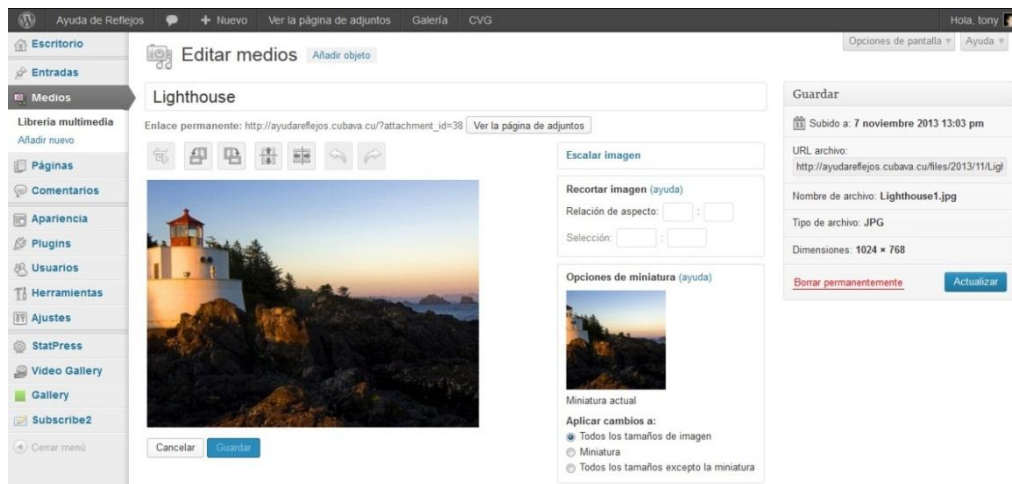 Ayuda de Reflejos + Nuevo Ver la página de adjuntos Galería CVG Hola, tony
Opciones de pantalla Ayuda
Escritorio
Entradas
Medios
Librería multimedia
Añadir nuevo
Páginas
Comentarios
Apariencia
Plugins
Usuarios
Herramientas
Ajustes
StatPress
Video Gallery
Gallery
Subscribe2
Cerrar menú
Editar medios Añadir objeto
Lighthouse
Enlace permanente: http://ayudareflejos.cubava.cu/?attachment_id=38 Ver la página de adjuntos
Cancelar Guardar
Escalar imagen
Recortar imagen (ayuda)
Relación de aspecto: :
Selección: :
Opciones de miniatura (ayuda)
Miniatura actual
Aplicar cambios a:
Todos los tamaños de imagen
Miniatura
Todos los tamaños excepto la miniatura
Guardar
11 Subido a: 7 noviembre 2013 13:03 pm
URL archivo:
http://ayudareflejos.cubava.cu/files/2013/11/Ligh
Nombre de archivo: Lighthouse1.jpg
Tipo de archivo: JPG
Dimensiones: 1024 × 768
Borrar permanentemente Actualizar